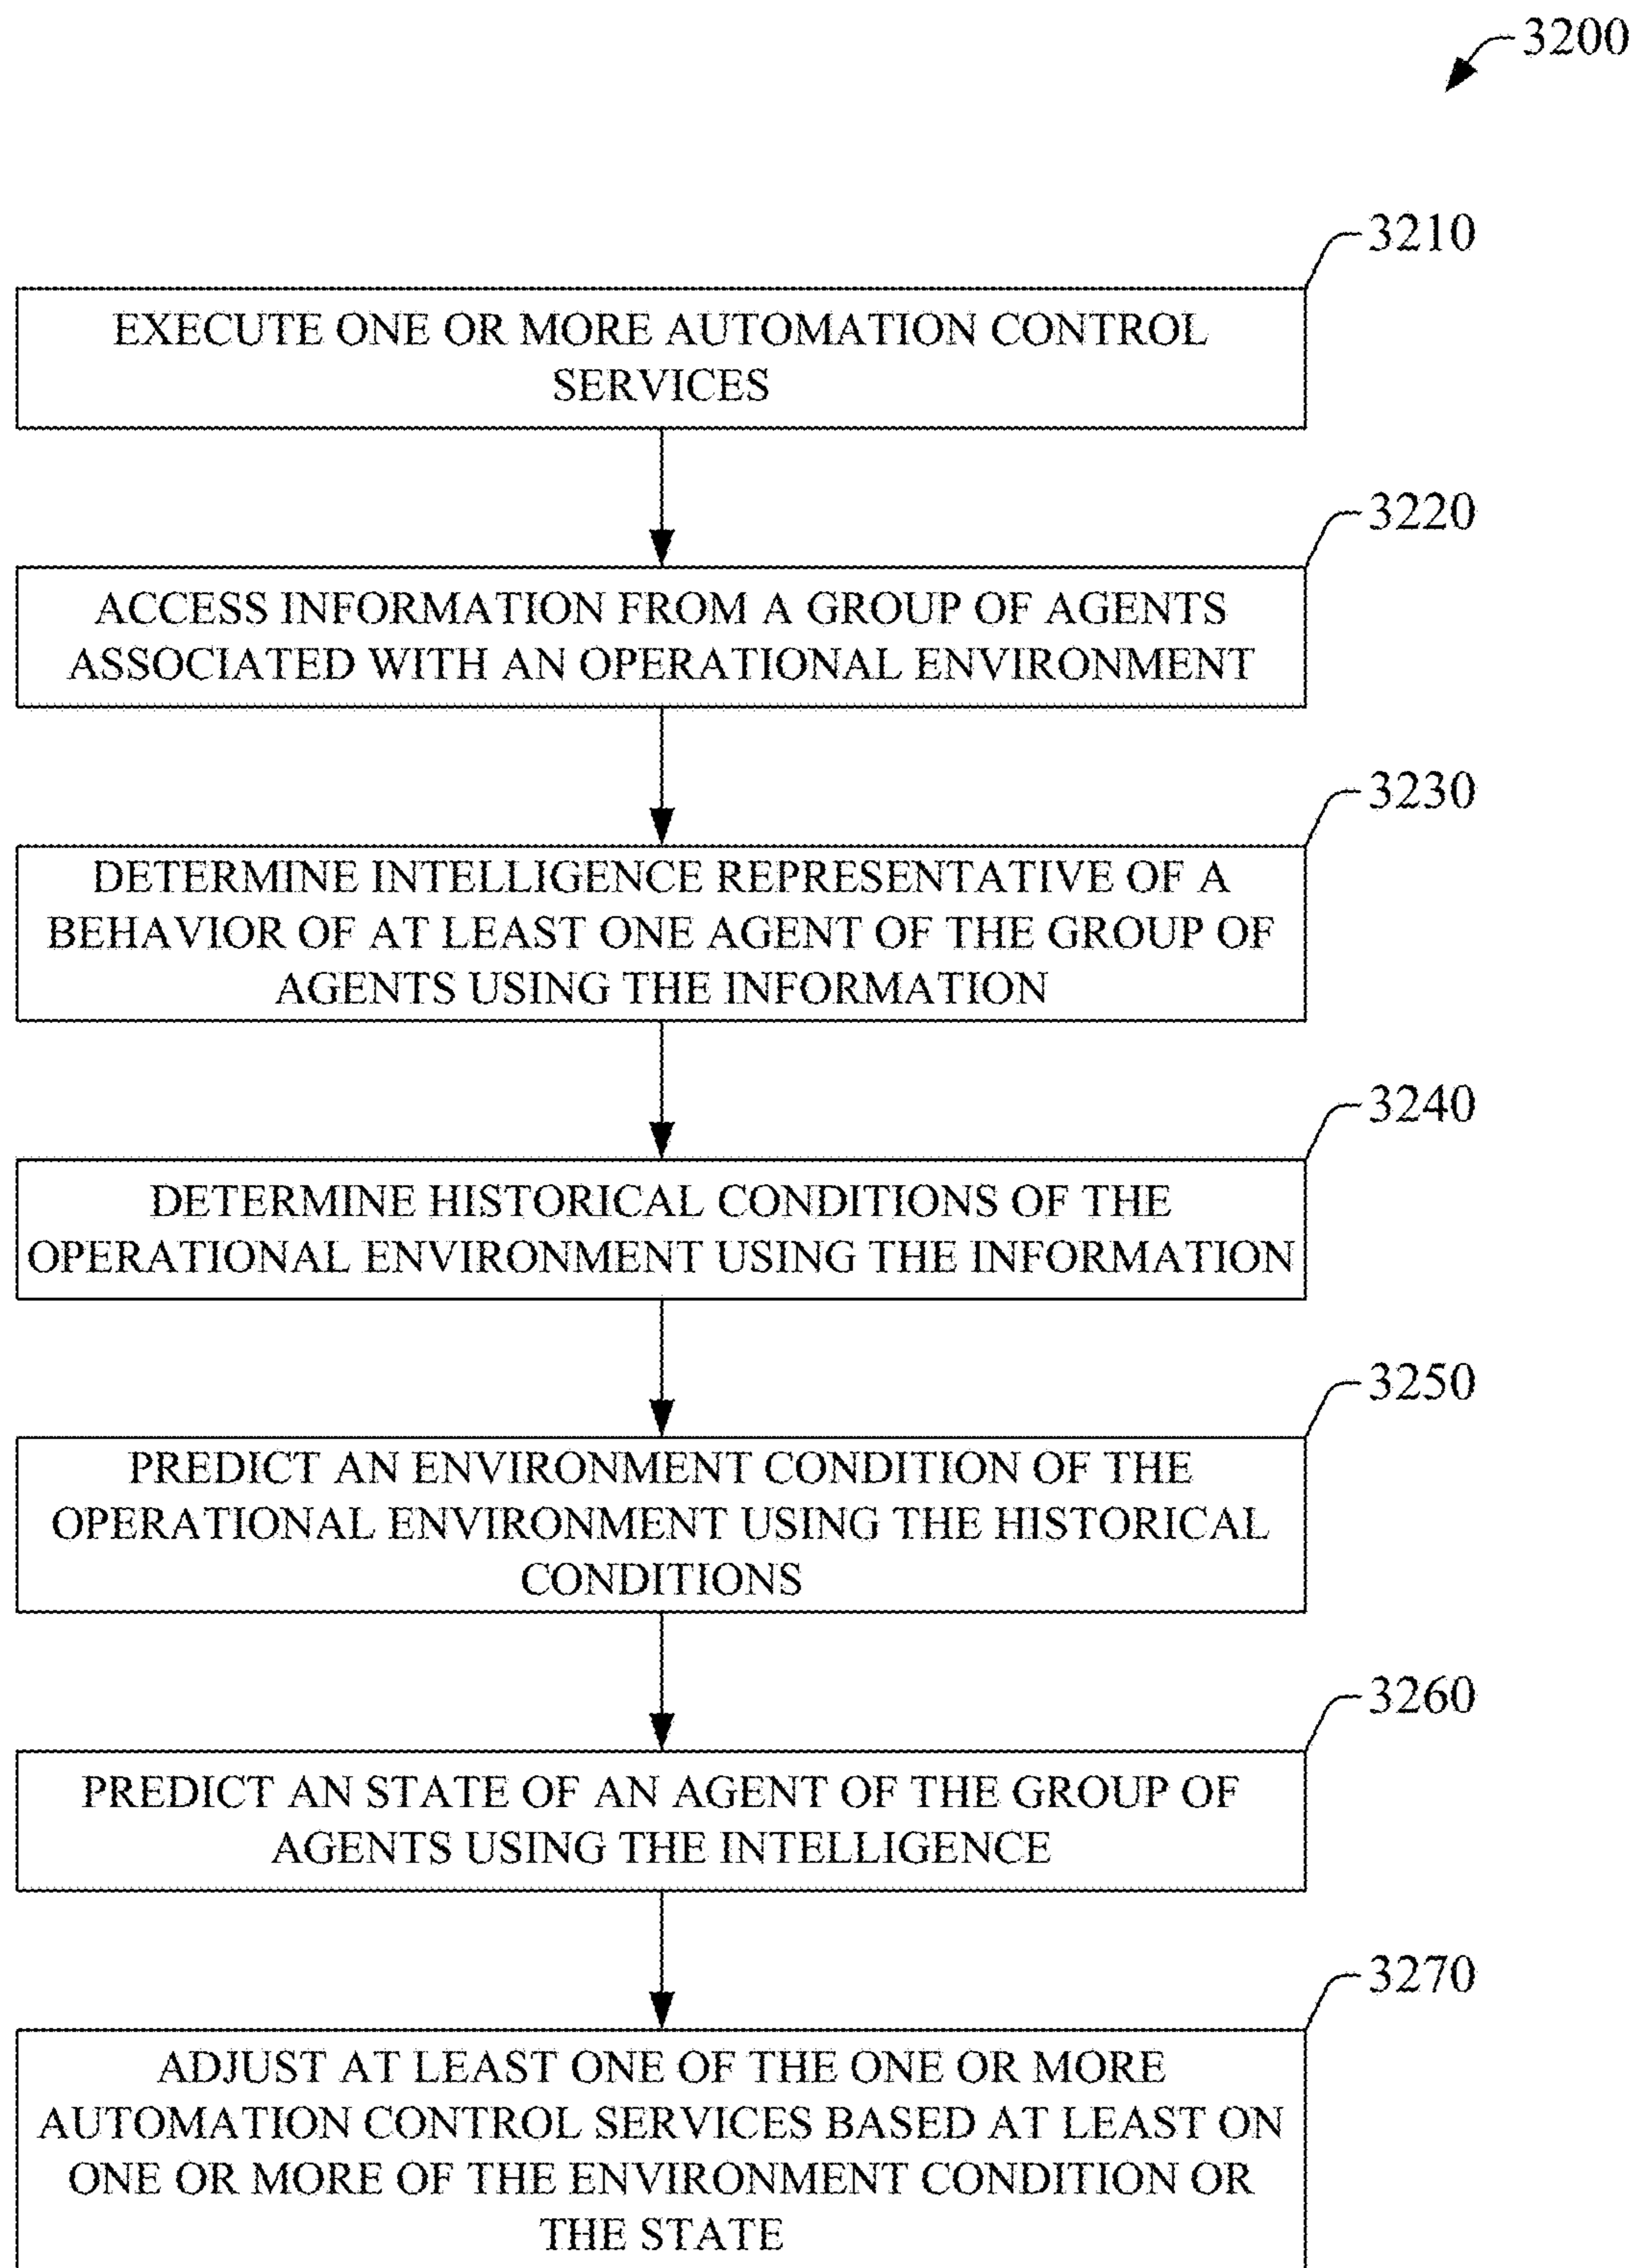 3200
3210
EXECUTE ONE OR MORE AUTOMATION CONTROL
SERVICES
3220
ACCESS INFORMATION FROM A GROUP OF AGENTS
ASSOCIATED WITH AN OPERATIONAL ENVIRONMENT
3230
DETERMINE INTELLIGENCE REPRESENTATIVE OF A
BEHAVIOR OF AT LEAST ONE AGENT OF THE GROUP OF
AGENTS USING THE INFORMATION
3240
DETERMINE HISTORICAL CONDITIONS OF THE
OPERATIONAL ENVIRONMENT USING THE INFORMATION
3250
PREDICT AN ENVIRONMENT CONDITION OF THE
OPERATIONAL ENVIRONMENT USING THE HISTORICAL
CONDITIONS
3260
PREDICT AN STATE OF AN AGENT OF THE GROUP OF
AGENTS USING THE INTELLIGENCE
3270
ADJUST AT LEAST ONE OF THE ONE OR MORE
AUTOMATION CONTROL SERVICES BASED AT LEAST ON
ONE OR MORE OF THE ENVIRONMENT CONDITION OR
THE STATE